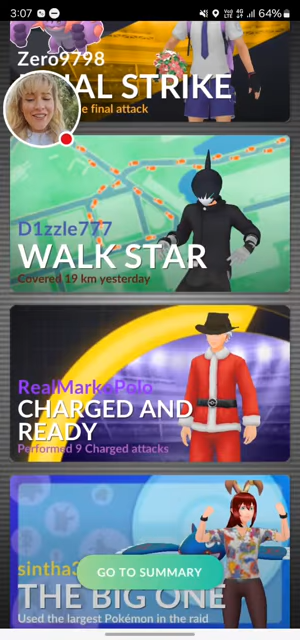 3:07
64%
Zero9798
FINAL STRIKE
e final attack
D1zzle777
WALK STAR
Covered 19 km yesterday
RealMarkoPolo
CHARGED AND
READY
Performed 9 Charged attacks
GO TO SUMMARY
THE BIG ONE
Used the largest Pokémon in the raid